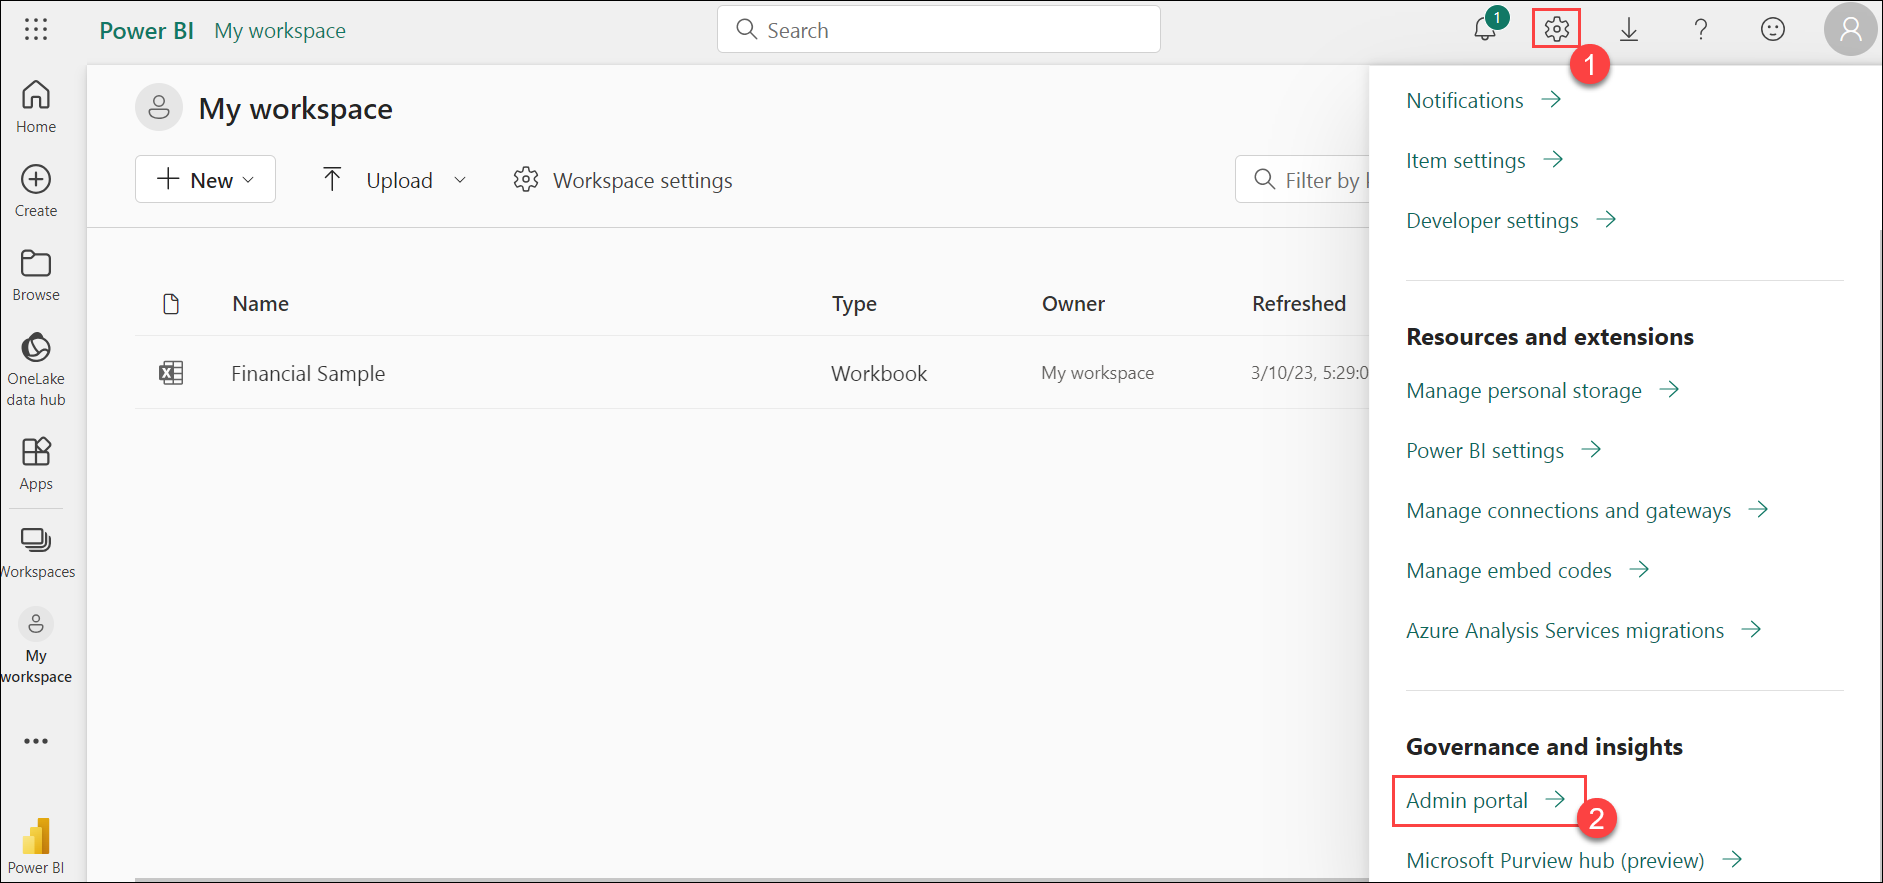 Power BI My workspace
Search
1
1
Home
Create
Browse
OneLake
data hub
Apps
Workspaces
My
workspace
Power BI
My workspace
New
Upload
Workspace settings
Filter by
Name Type Owner Refreshed
Financial Sample Workbook My workspace 3/10/23, 5:29:0
Notifications
Item settings
Developer settings
Resources and extensions
Manage personal storage
Power BI settings
Manage connections and gateways
Manage embed codes
Azure Analysis Services migrations
Governance and insights
Admin portal
2
Microsoft Purview hub (preview)